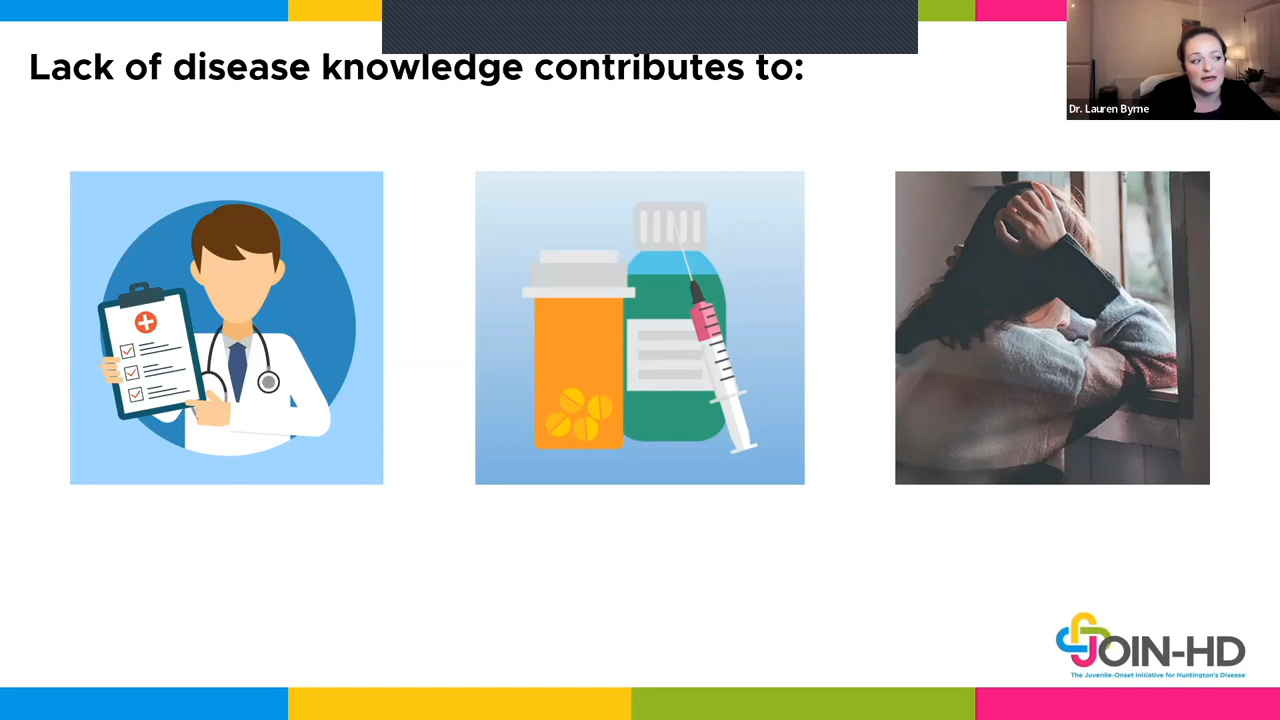 Lack of disease knowledge contributes to:
Dr. Lauren Byrne
JOIN-HD
The Juvenile-Onset Initiative for Huntington's Disease